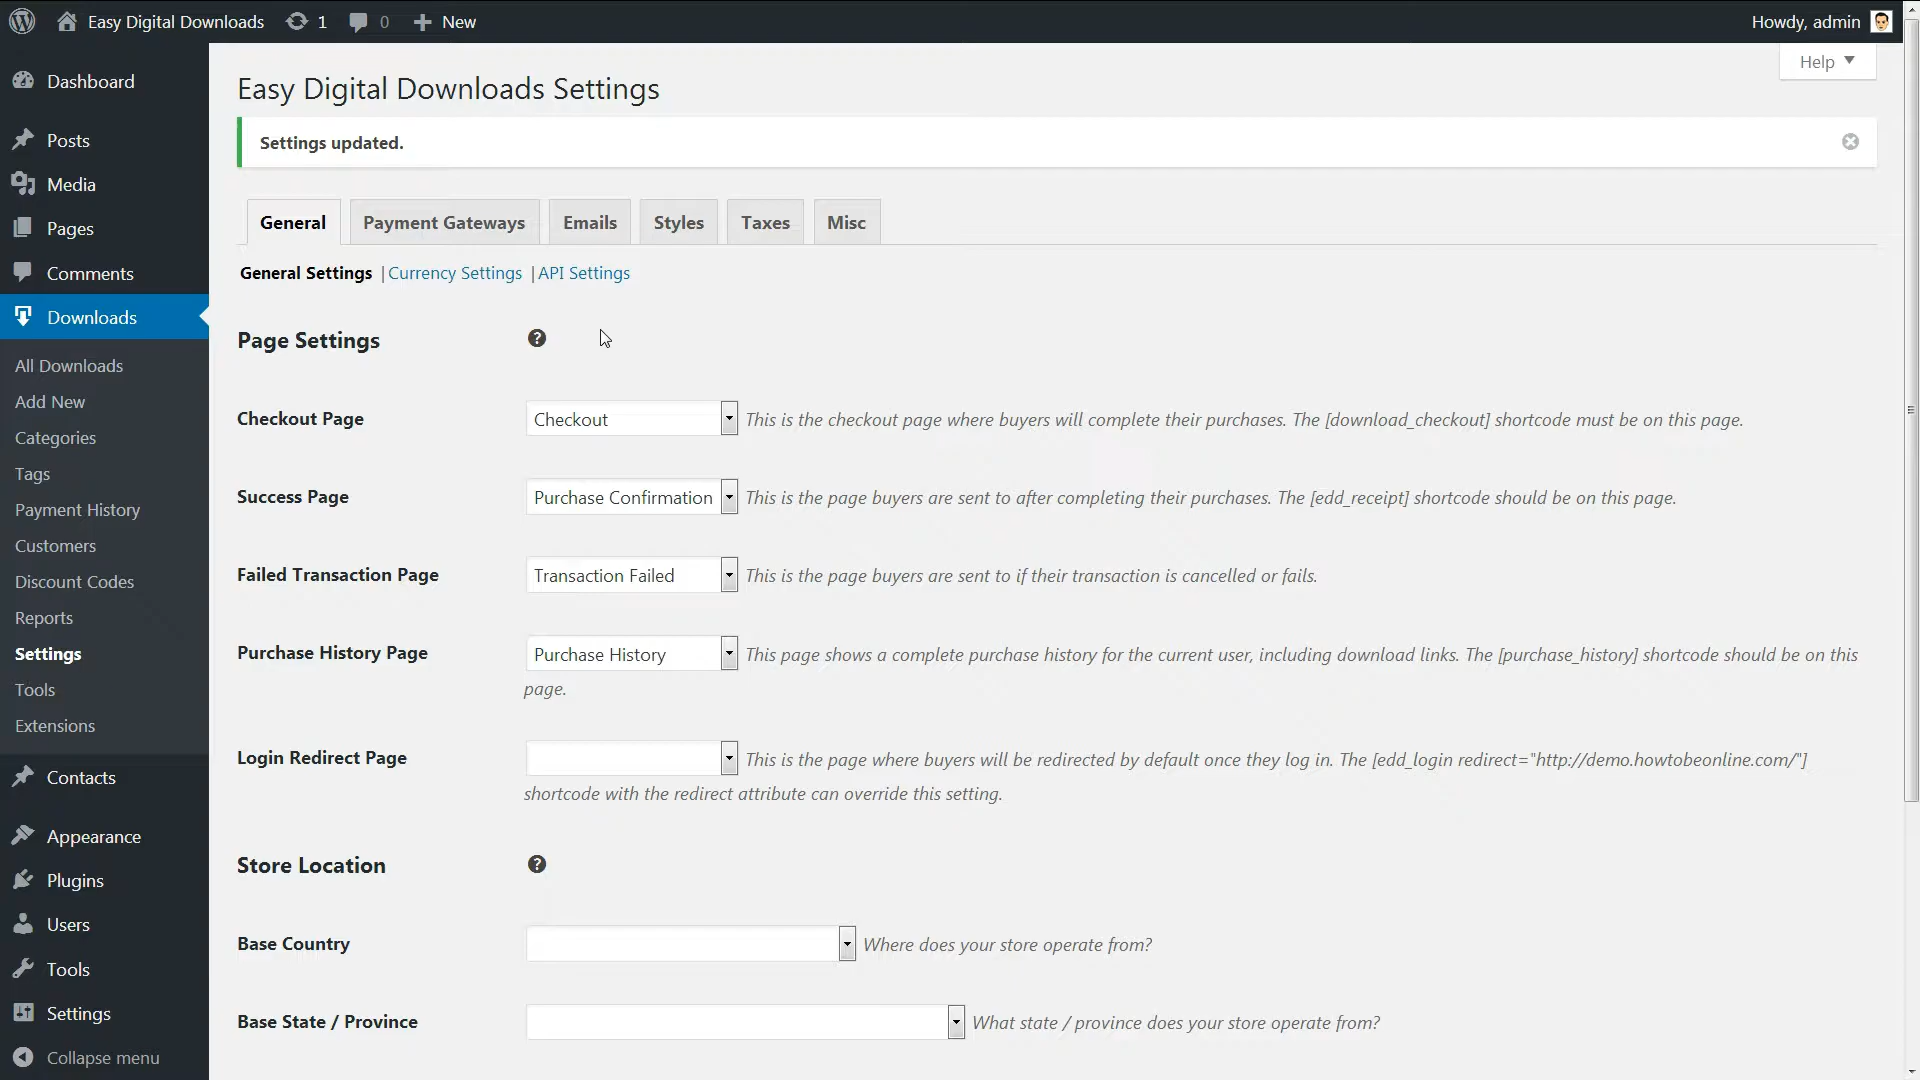 Easy Digital Downloads 1 0 New Howdy, admin
Help
Dashboard
Posts
Media
Pages
Comments
Downloads
All Downloads
Add New
Categories
Tags
Payment History
Customers
Discount Codes
Reports
Settings
Tools
Extensions
Contacts
Appearance
Plugins
Users
Tools
Settings
Collapse menu
Easy Digital Downloads Settings
Settings updated.
General Payment Gateways Emails Styles Taxes Misc
General Settings | Currency Settings | API Settings
Page Settings ?
Checkout Page Checkout This is the checkout page where buyers will complete their purchases. The [download_checkout] shortcode must be on this page.
Success Page Purchase Confirmation This is the page buyers are sent to after completing their purchases. The [edd_receipt] shortcode should be on this page.
Failed Transaction Page Transaction Failed This is the page buyers are sent to if their transaction is cancelled or fails.
Purchase History Page Purchase History This page shows a complete purchase history for the current user, including download links. The [purchase_history] shortcode should be on this
page.
Login Redirect Page This is the page where buyers will be redirected by default once they log in. The [edd_login redirect="http://demo.howtobeonline.com/"]
shortcode with the redirect attribute can override this setting.
Store Location ?
Base Country Where does your store operate from?
Base State / Province What state / province does your store operate from?